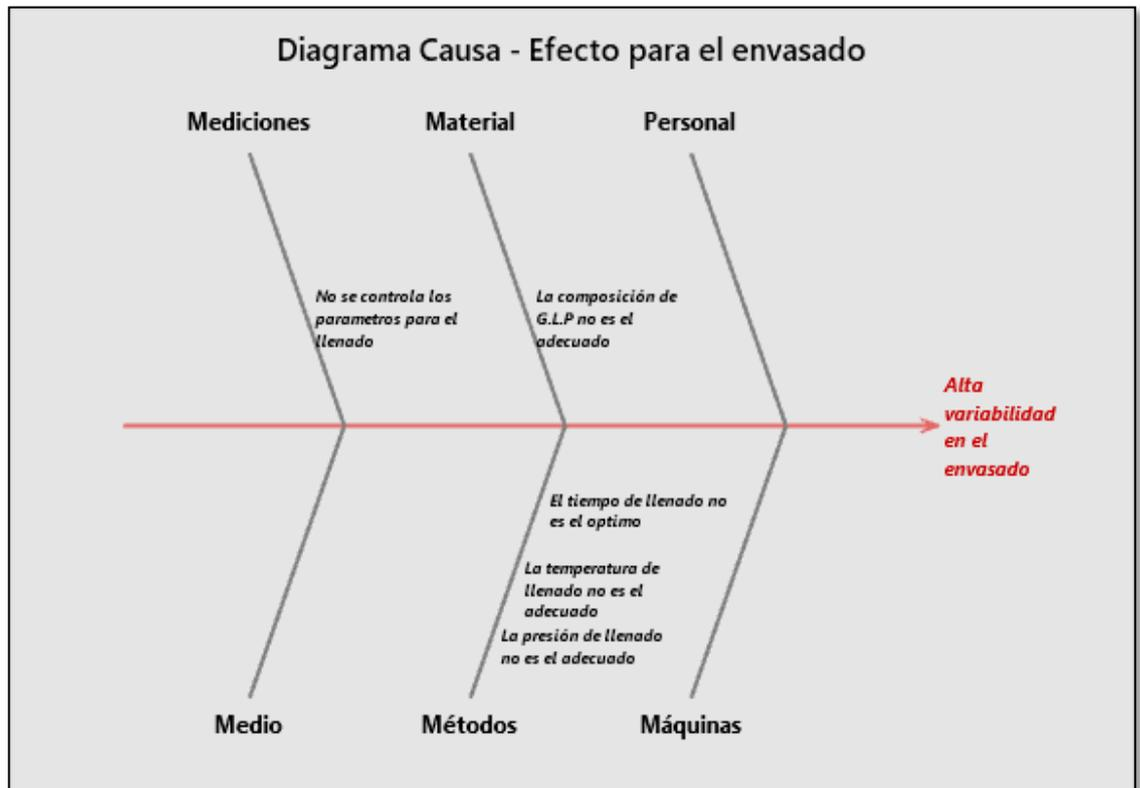 Diagrama Causa - Efecto para el envasado
Mediciones
Material
Personal
No se controla los
parametros para el
llenado
La composición de
G.L.P no es el
adecuado
Alta
variabilidad
en el
envasado
El tiempo de llenado no
es el optimo
La temperatura de
llenado no es el
adecuado
La presión de llenado
no es el adecuado
Medio
Métodos
Máquinas